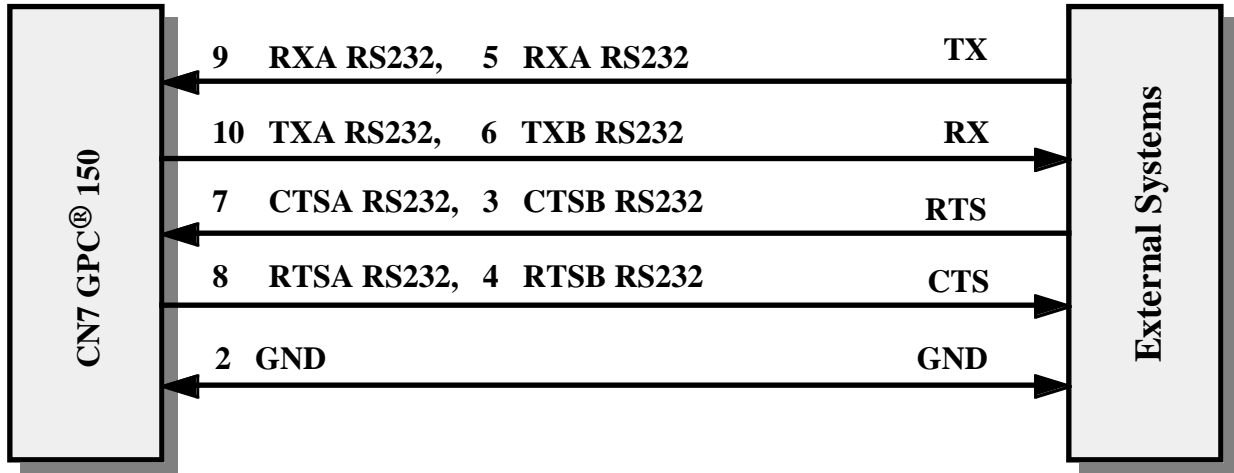 CN7 GPC® 150
9 RXA RS232, 5 RXA RS232 TX
10 TXA RS232, 6 TXB RS232 RX
7 CTSA RS232, 3 CTSB RS232 RTS
8 RTSA RS232, 4 RTSB RS232 CTS
2 GND GND
External Systems